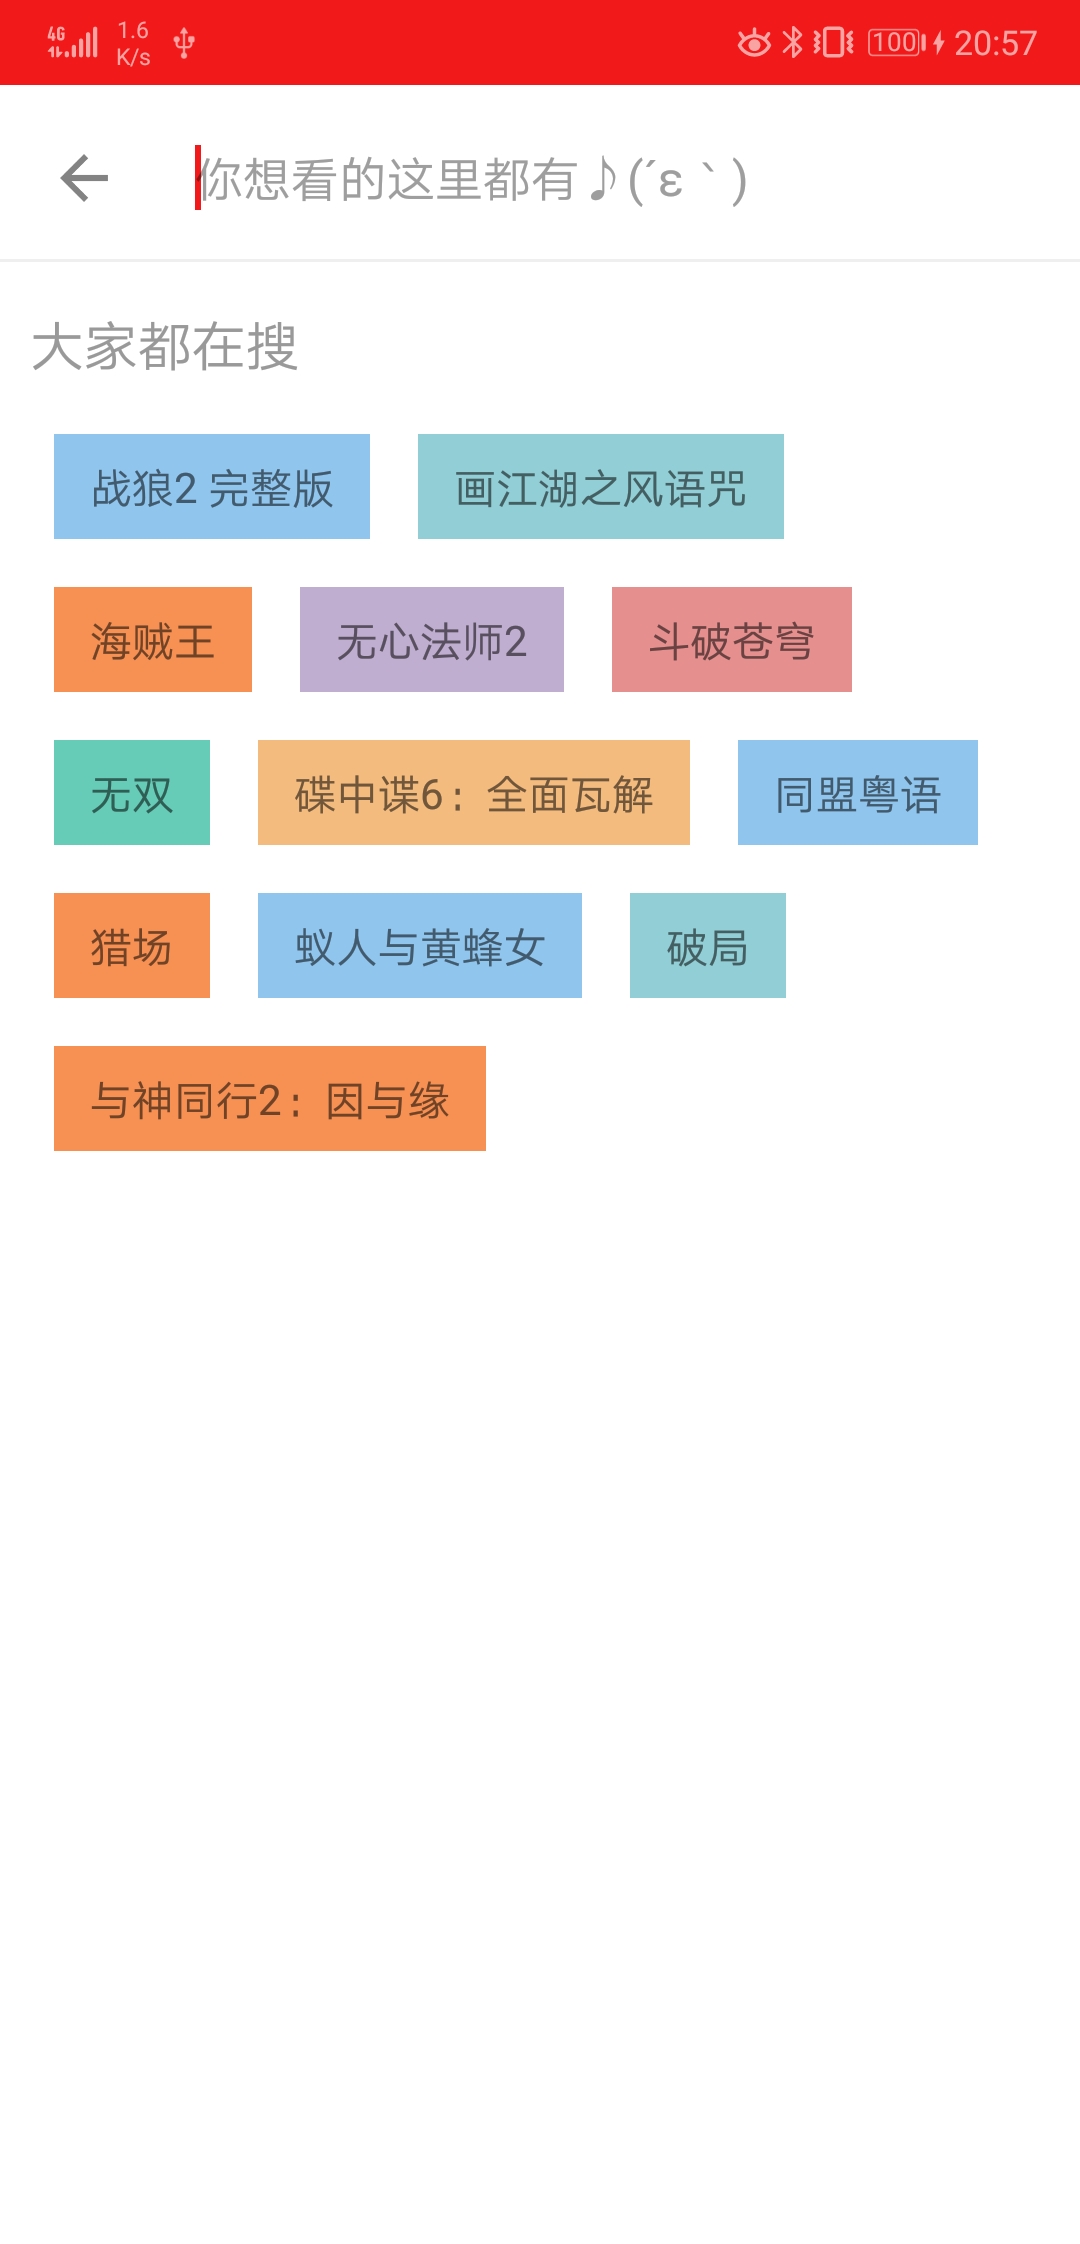 4G 1.6 K/s 100 20:57
你想看的这里都有♪(´ε｀)
大家都在搜
战狼2 完整版 画江湖之风语咒
海贼王 无心法师2 斗破苍穹
无双 碟中谍6：全面瓦解 同盟粤语
猎场 蚁人与黄蜂女 破局
与神同行2：因与缘